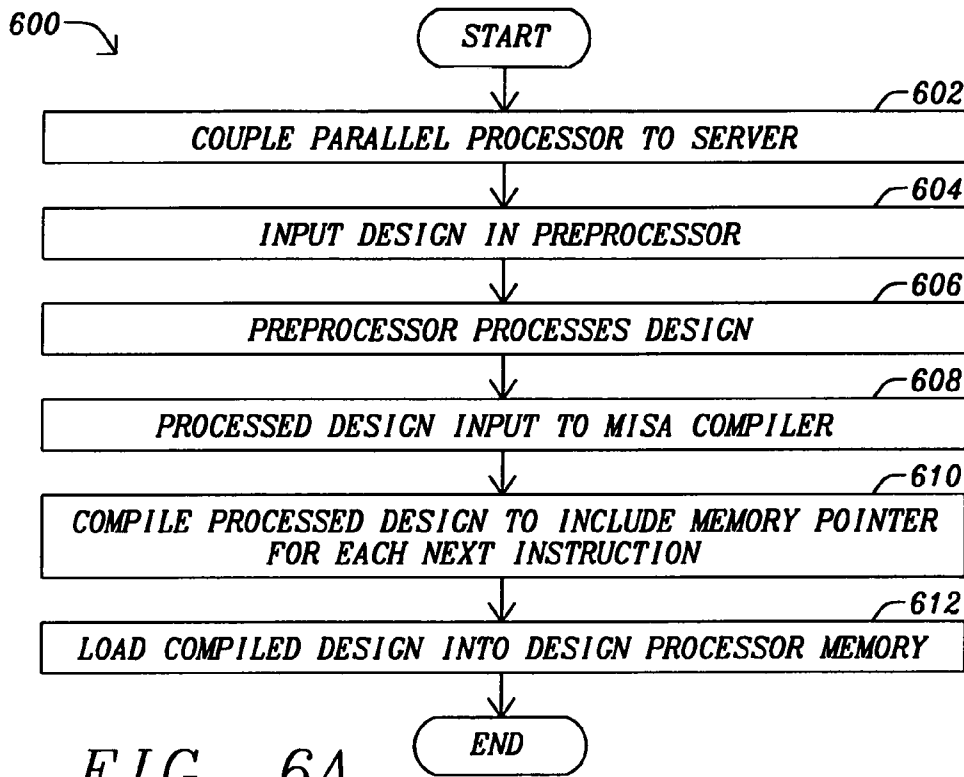 600
START
602
COUPLE PARALLEL PROCESSOR TO SERVER
604
INPUT DESIGN IN PREPROCESSOR
606
PREPROCESSOR PROCESSES DESIGN
608
PROCESSED DESIGN INPUT TO MISA COMPILER
610
COMPILE PROCESSED DESIGN TO INCLUDE MEMORY POINTER
FOR EACH NEXT INSTRUCTION
612
LOAD COMPILED DESIGN INTO DESIGN PROCESSOR MEMORY
END
FIG. 6A